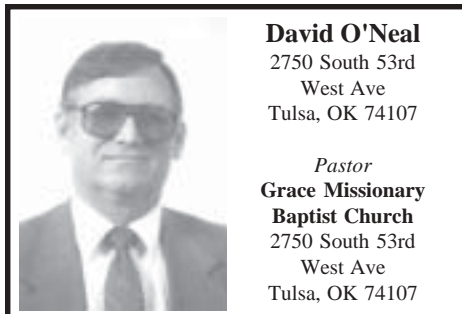 David O'Neal
2750 South 53rd
West Ave
Tulsa, OK 74107
Pastor
Grace Missionary
Baptist Church
2750 South 53rd
West Ave
Tulsa, OK 74107